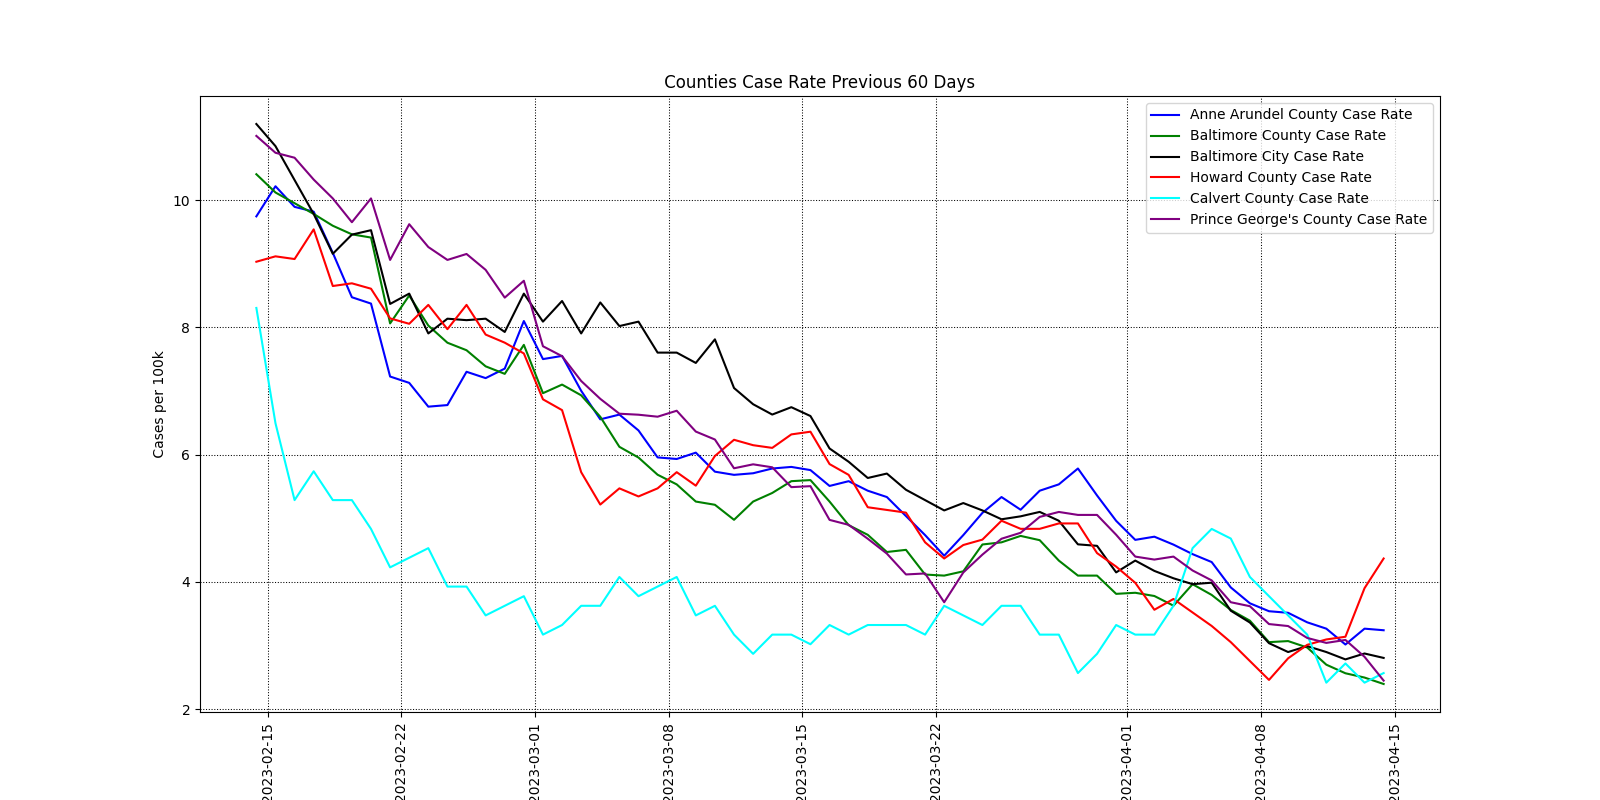 Counties Case Rate Previous 60 Days
Anne Arundel County Case Rate
Baltimore County Case Rate
Baltimore City Case Rate
Howard County Case Rate
Calvert County Case Rate
Prince George's County Case Rate
Cases per 100k
10
8
6
4
2
2023-02-15
2023-02-22
2023-03-01
2023-03-08
2023-03-15
2023-03-22
2023-04-01
2023-04-08
2023-04-15